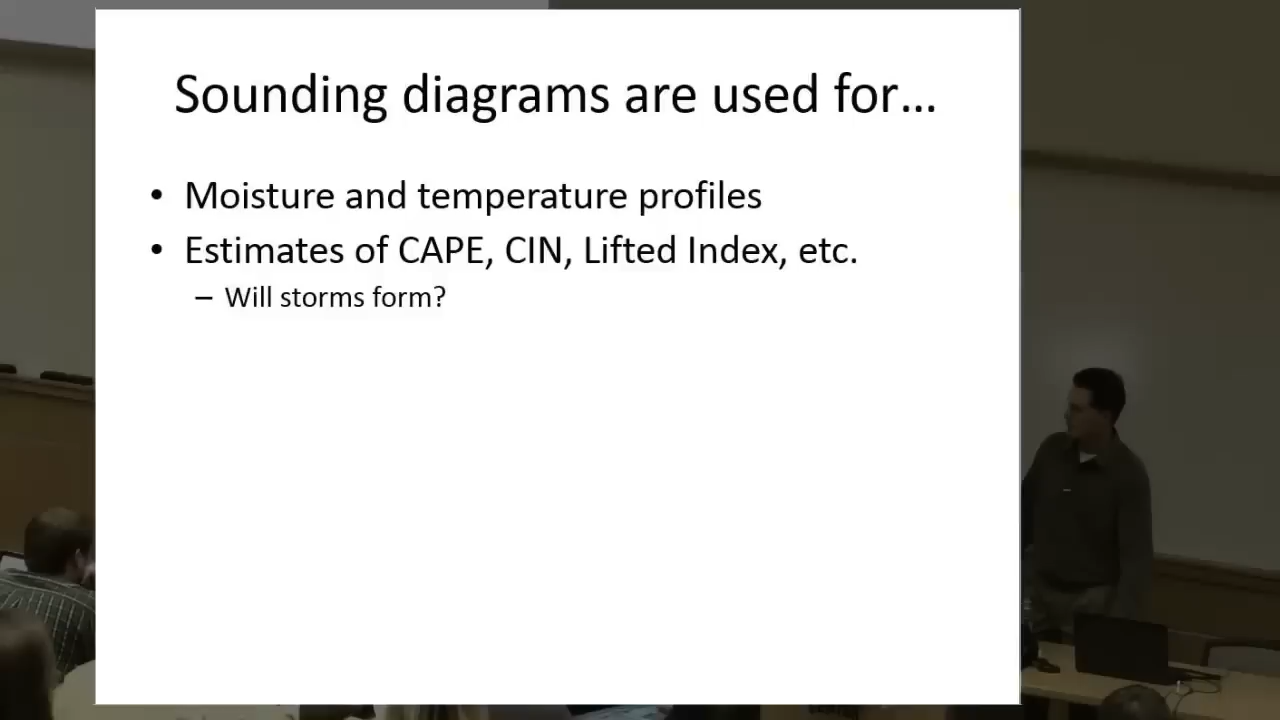 Sounding diagrams are used for…
• Moisture and temperature profiles
• Estimates of CAPE, CIN, Lifted Index, etc.
– Will storms form?